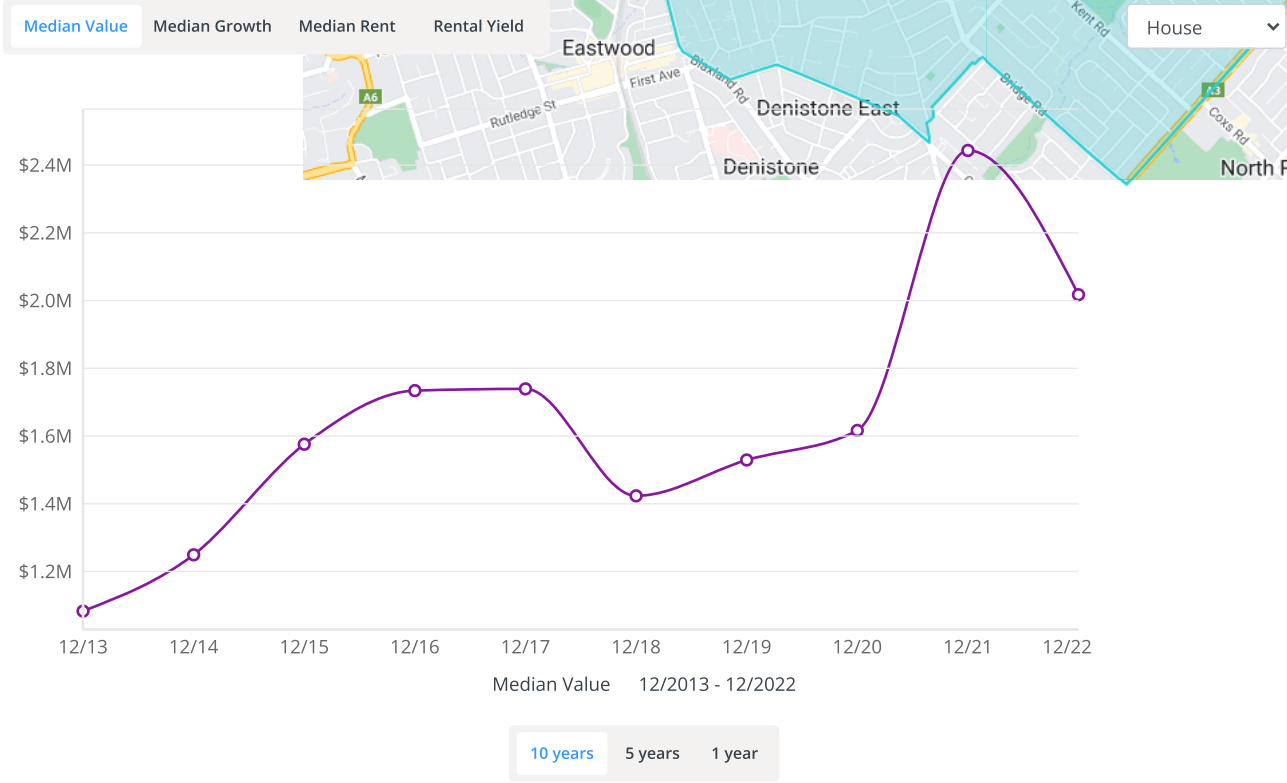 Median Value Median Growth Median Rent Rental Yield
House
Kent Rd
Eastwood
Blaxland Rd
First Ave
Bridge Rd
A6
A3
Rutledge St
Denistone East
Coxs Rd
Denistone
North
$2.4M
$2.2M
$2.0M
$1.8M
$1.6M
$1.4M
$1.2M
12/13 12/14 12/15 12/16 12/17 12/18 12/19 12/20 12/21 12/22
Median Value 12/2013 - 12/2022
10 years 5 years 1 year